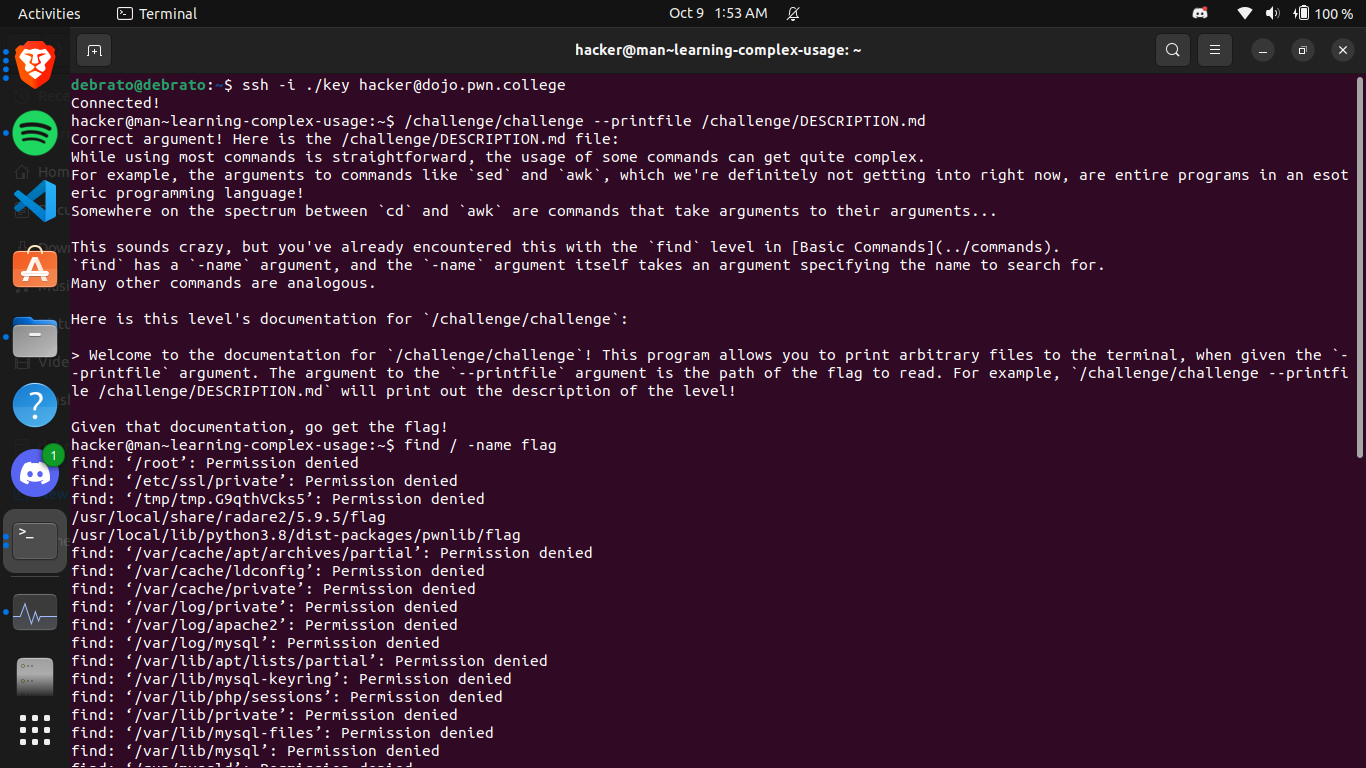 Activities
Terminal
Oct 9 1:53 AM
100 %
hacker@man~learning-complex-usage: ~
debrato@debrato:~$ ssh -i ./key hacker@dojo.pwn.college
Connected!
hacker@man~learning-complex-usage:~$ /challenge/challenge --printfile /challenge/DESCRIPTION.md
Correct argument! Here is the /challenge/DESCRIPTION.md file:
While using most commands is straightforward, the usage of some commands can get quite complex.
For example, the arguments to commands like `sed` and `awk`, which we're definitely not getting into right now, are entire programs in an esot
eric programming language!
Somewhere on the spectrum between `cd` and `awk` are commands that take arguments to their arguments...
This sounds crazy, but you've already encountered this with the `find` level in [Basic Commands](../commands).
`find` has a `-name` argument, and the `-name` argument itself takes an argument specifying the name to search for.
Many other commands are analogous.
Here is this level's documentation for `/challenge/challenge`:
> Welcome to the documentation for `/challenge/challenge`! This program allows you to print arbitrary files to the terminal, when given the `-
-printfile` argument. The argument to the `--printfile` argument is the path of the flag to read. For example, `/challenge/challenge --printfi
le /challenge/DESCRIPTION.md` will print out the description of the level!
Given that documentation, go get the flag!
hacker@man~learning-complex-usage:~$ find / -name flag
find: ‘/root’: Permission denied
find: ‘/etc/ssl/private’: Permission denied
find: ‘/tmp/tmp.G9qthVCks5’: Permission denied
/usr/local/share/radare2/5.9.5/flag
/usr/local/lib/python3.8/dist-packages/pwnlib/flag
find: ‘/var/cache/apt/archives/partial’: Permission denied
find: ‘/var/cache/ldconfig’: Permission denied
find: ‘/var/cache/private’: Permission denied
find: ‘/var/log/private’: Permission denied
find: ‘/var/log/apache2’: Permission denied
find: ‘/var/log/mysql’: Permission denied
find: ‘/var/lib/apt/lists/partial’: Permission denied
find: ‘/var/lib/mysql-keyring’: Permission denied
find: ‘/var/lib/php/sessions’: Permission denied
find: ‘/var/lib/private’: Permission denied
find: ‘/var/lib/mysql-files’: Permission denied
find: ‘/var/lib/mysql’: Permission denied
1